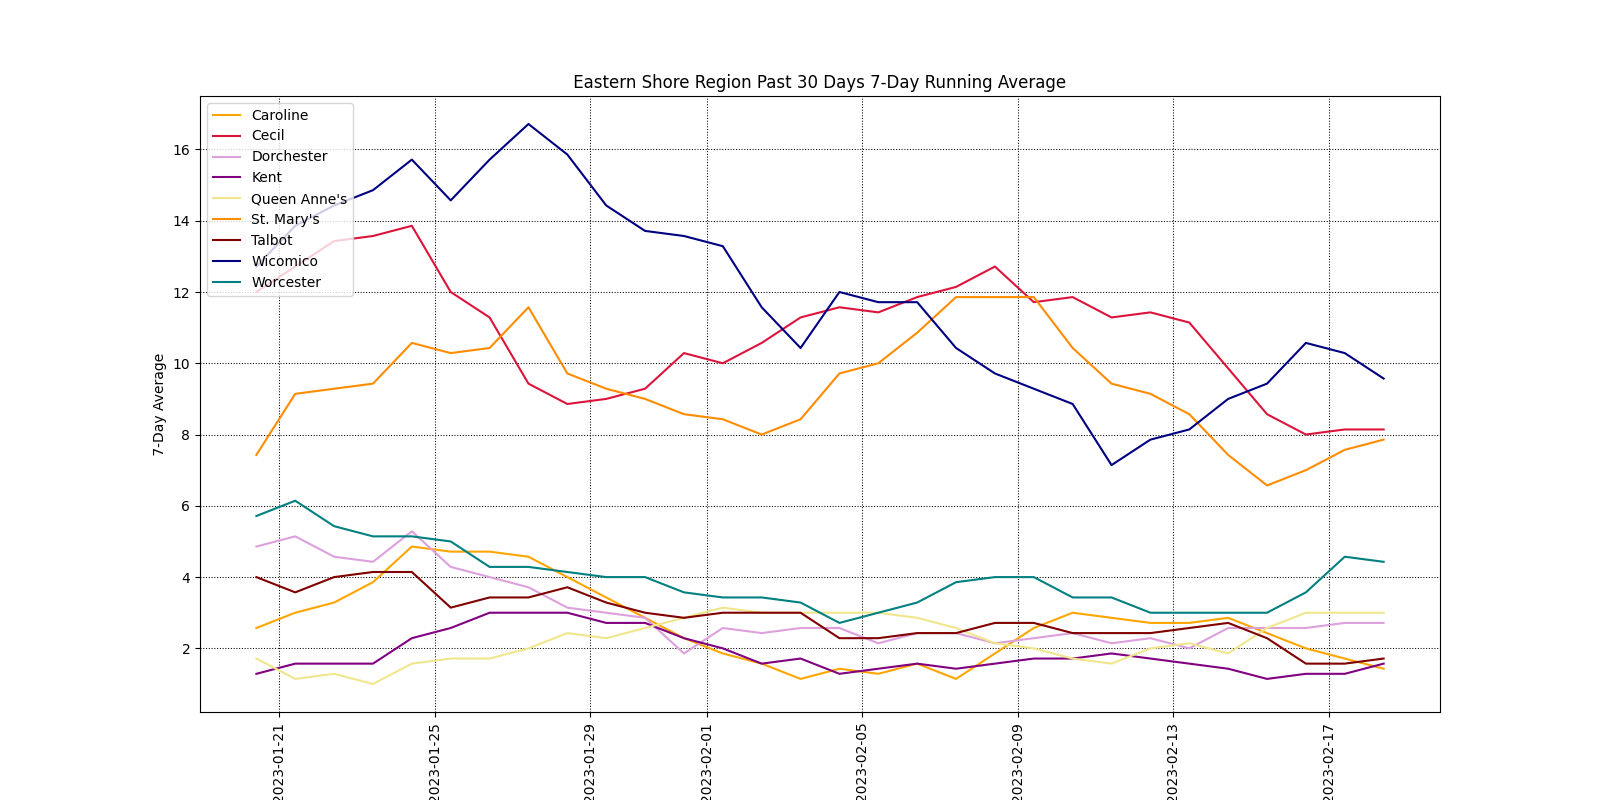 Eastern Shore Region Past 30 Days 7-Day Running Average
Caroline
Cecil
Dorchester
Kent
Queen Anne's
St. Mary's
Talbot
Wicomico
Worcester
7-Day Average
16
14
12
10
8
6
4
2
2023-01-21
2023-01-25
2023-01-29
2023-02-01
2023-02-05
2023-02-09
2023-02-13
2023-02-17